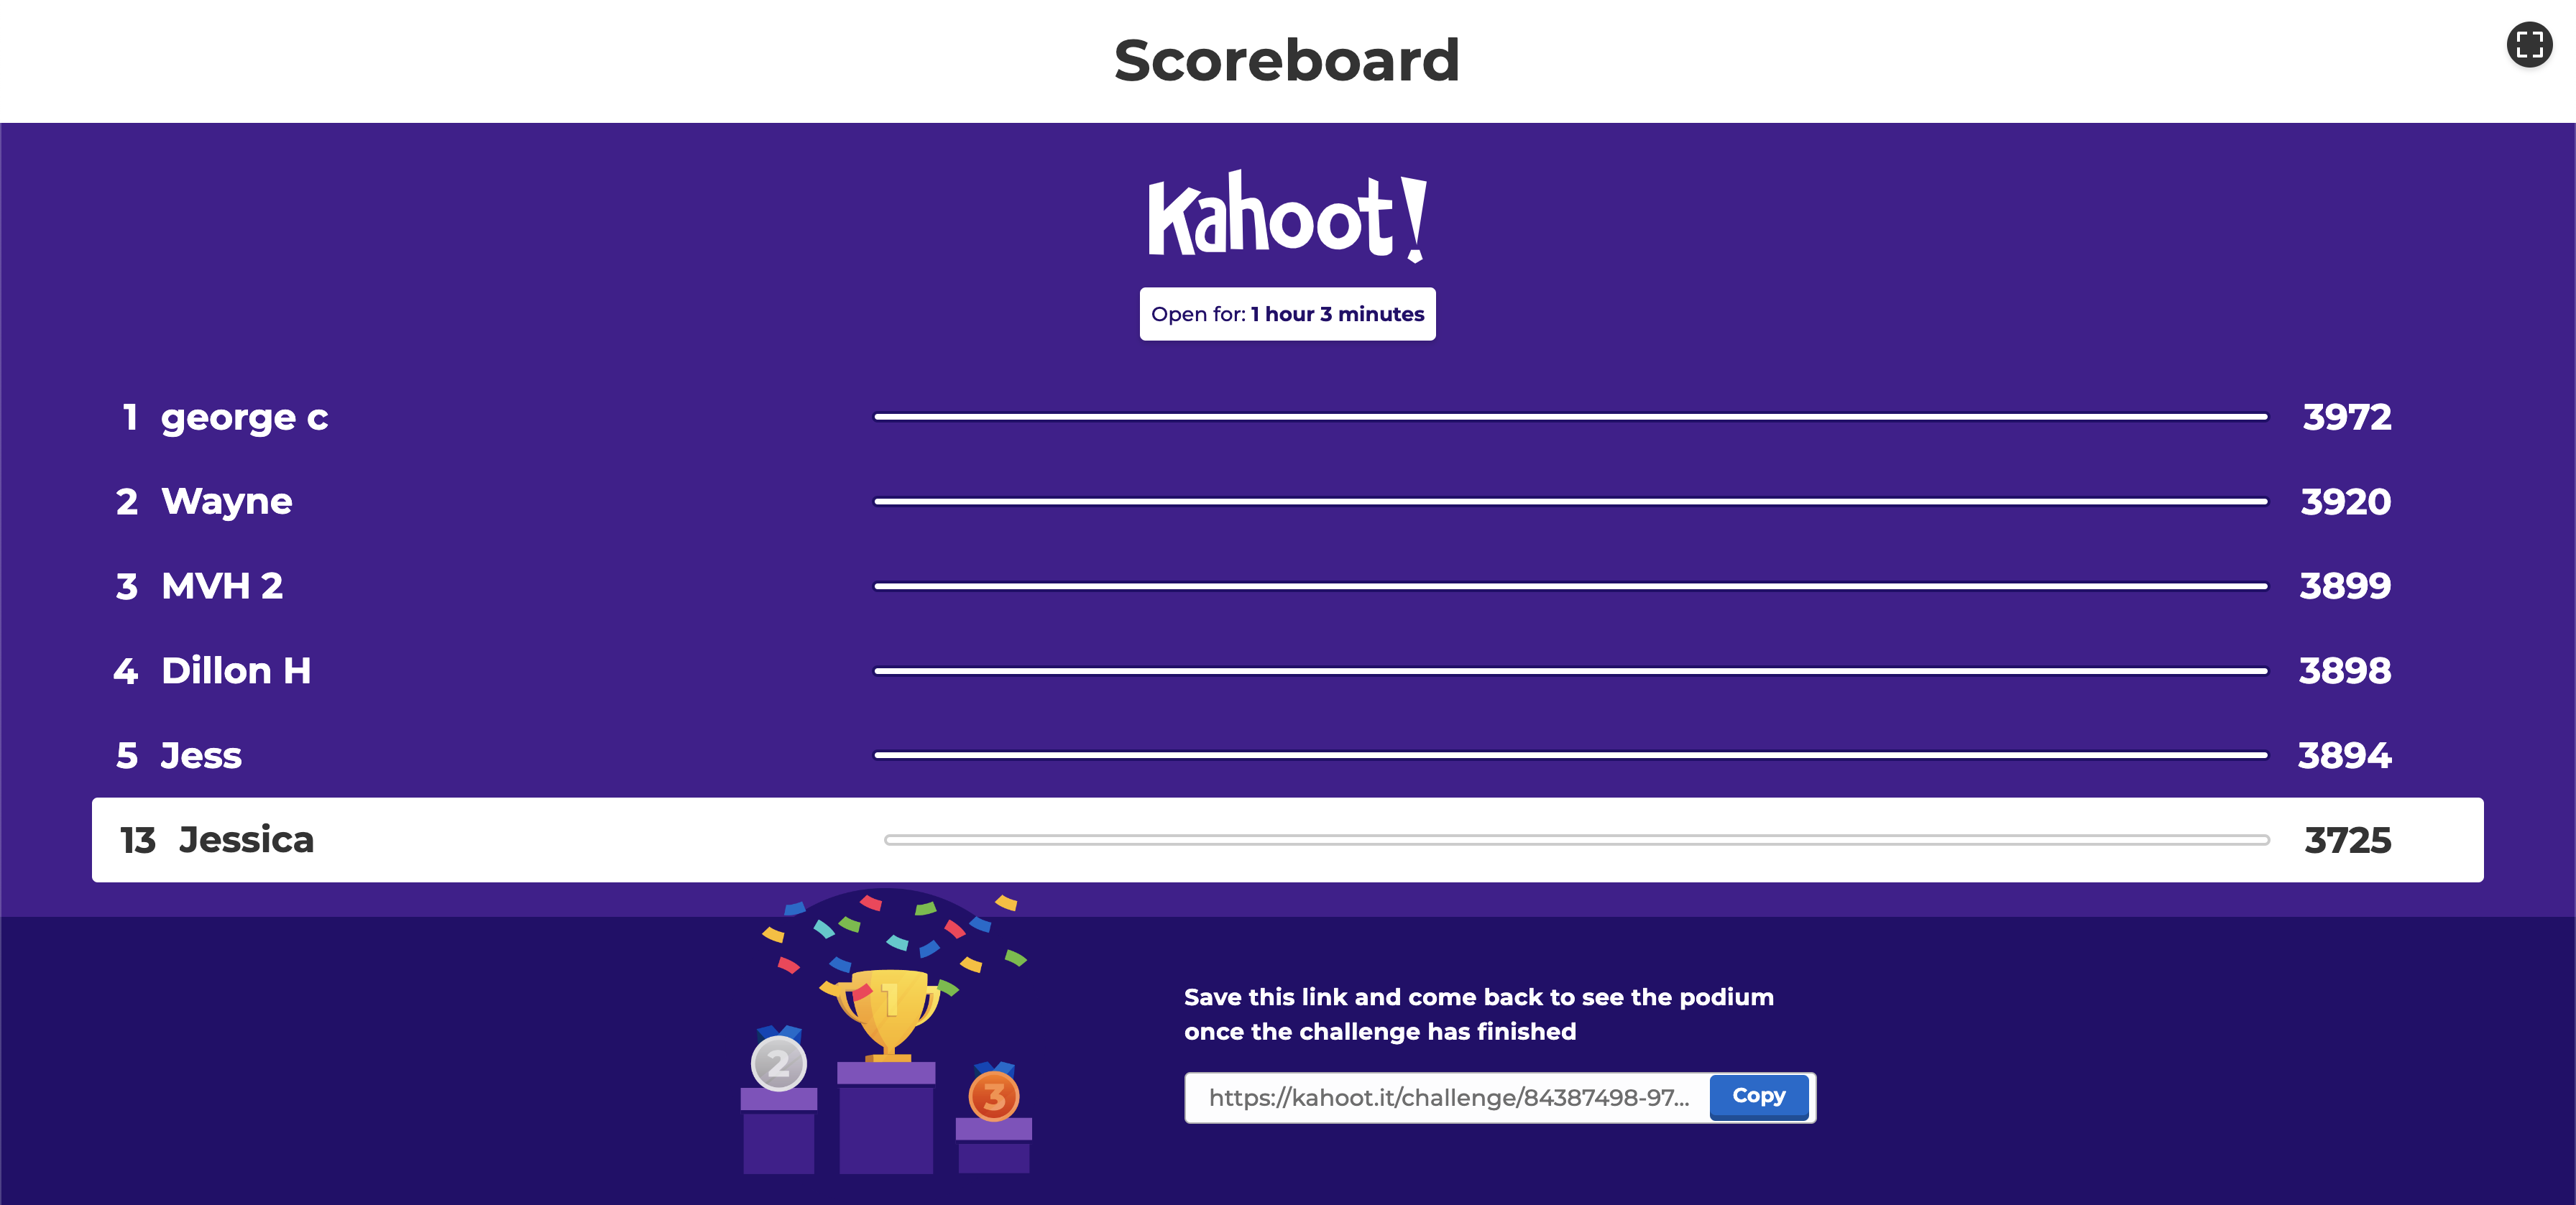 Scoreboard
Kahoot!
Open for: 1 hour 3 minutes
1 george c 3972
2 Wayne 3920
3 MVH 2 3899
4 Dillon H 3898
5 Jess 3894
13 Jessica 3725
1
2
3
Save this link and come back to see the podium
once the challenge has finished
https://kahoot.it/challenge/84387498-97... Copy